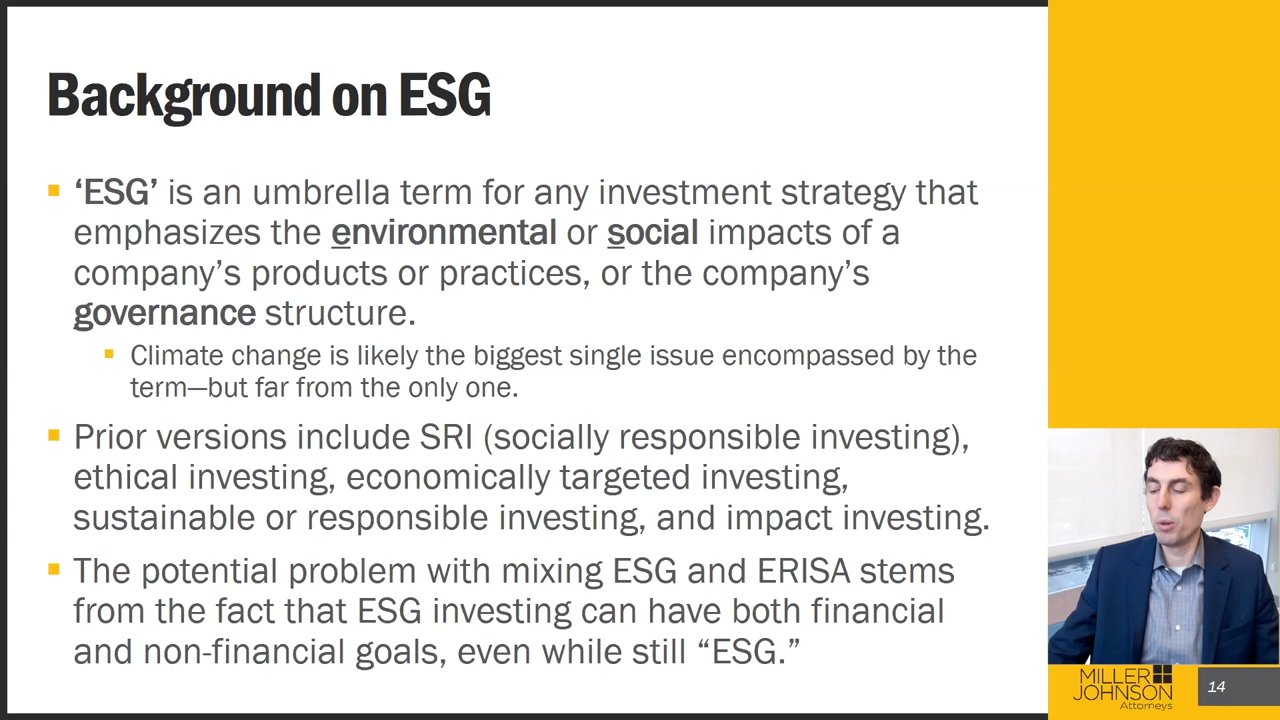 Background on ESG
‘ESG’ is an umbrella term for any investment strategy that
emphasizes the environmental or social impacts of a
company’s products or practices, or the company’s
governance structure.
Climate change is likely the biggest single issue encompassed by the
term—but far from the only one.
Prior versions include SRI (socially responsible investing),
ethical investing, economically targeted investing,
sustainable or responsible investing, and impact investing.
The potential problem with mixing ESG and ERISA stems
from the fact that ESG investing can have both financial
and non-financial goals, even while still “ESG.”
MILLER
JOHNSON
Attorneys
14